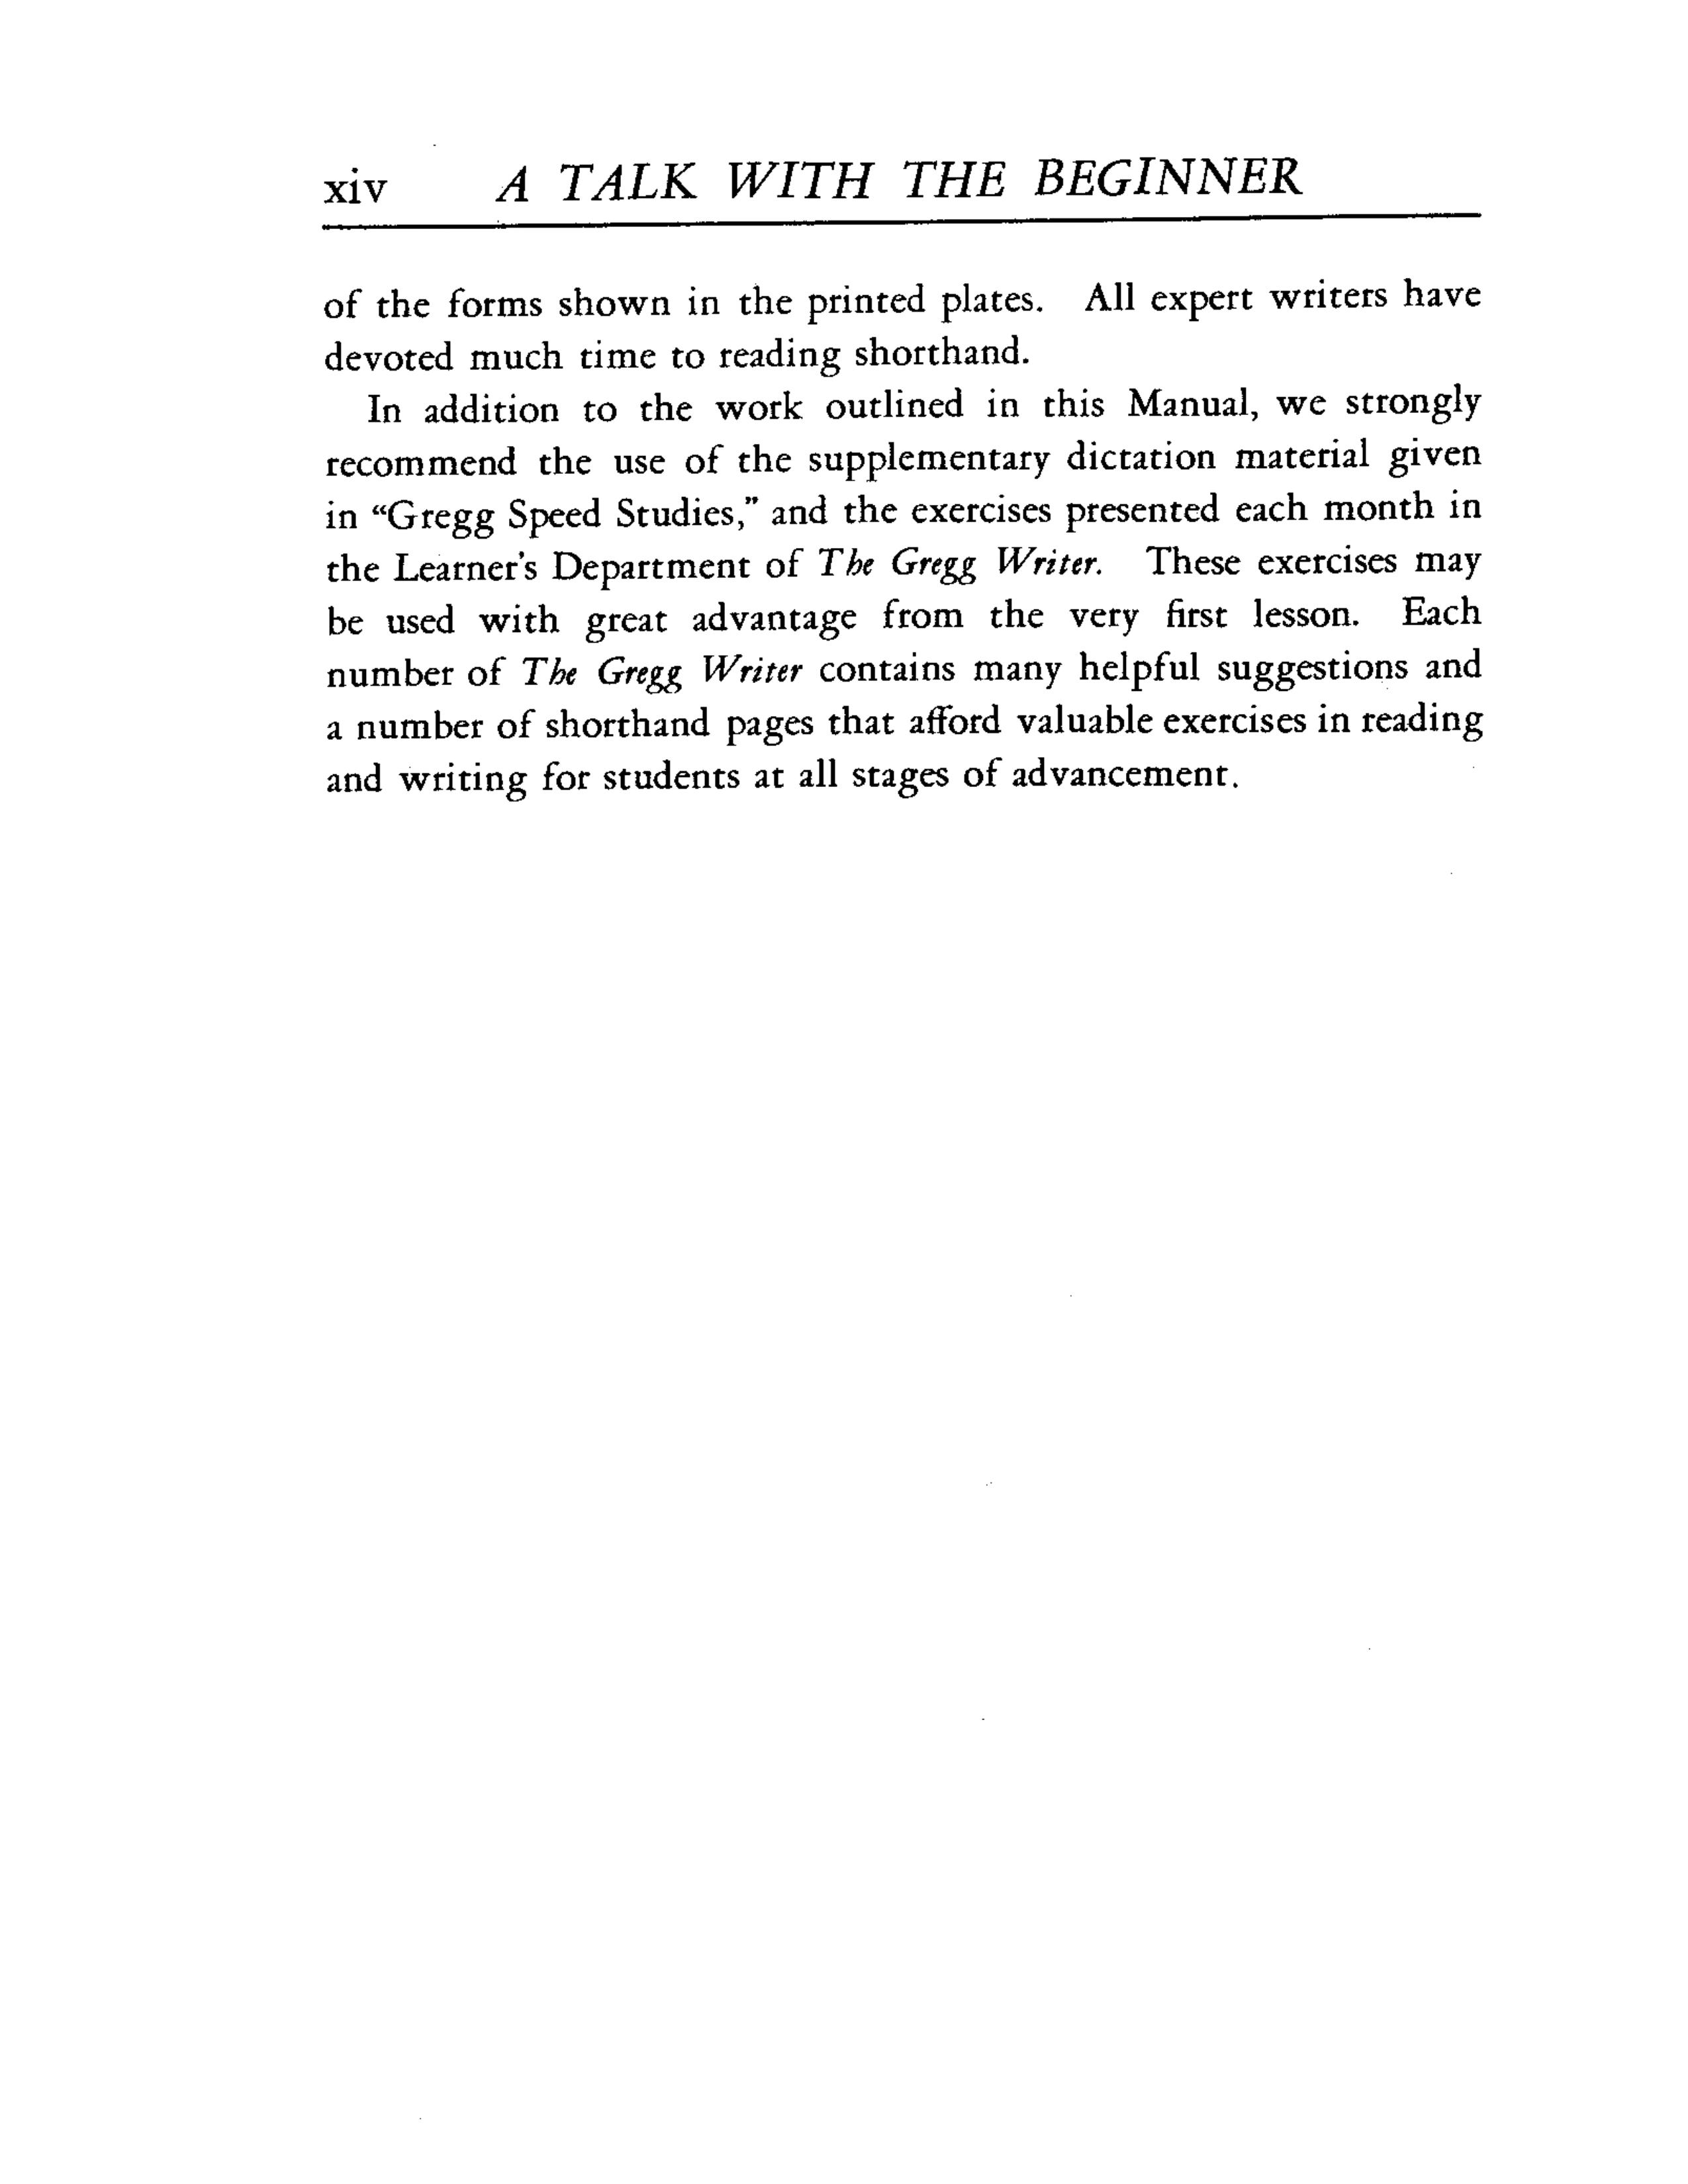 xiv A TALK WITH THE BEGINNER
of the forms shown in the printed plates. All expert writers have
devoted much time to reading shorthand.
In addition to the work outlined in this Manual, we strongly
recommend the use of the supplementary dictation material given
in “Gregg Speed Studies,” and the exercises presented each month in
the Learner's Department of The Gregg Writer. These exercises may
be used with great advantage from the very first lesson. Each
number of The Gregg Writer contains many helpful suggestions and
a number of shorthand pages that afford valuable exercises in reading
and writing for students at all stages of advancement.